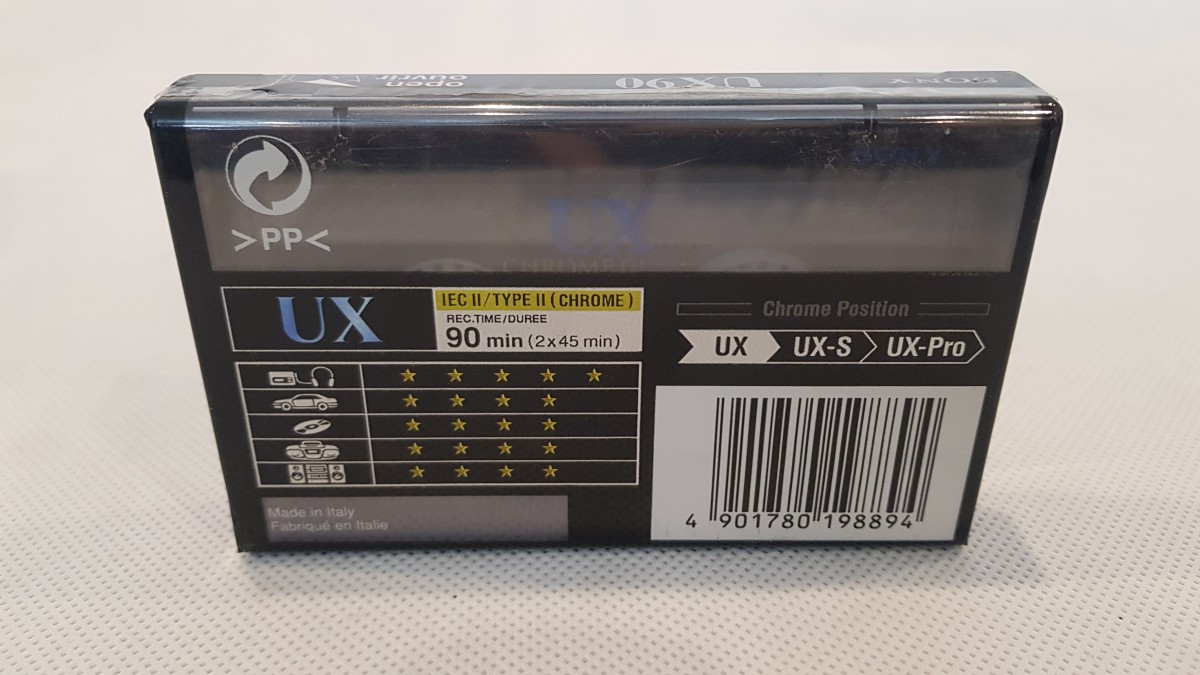 open
ouvrir
UX90
SONY
>PP<
UX
CHROME
UX
IEC II/TYPE II (CHROME)
REC.TIME/DUREE
90 min (2x45 min)
Chrome Position
UX UX-S UX-Pro
Made in Italy
Fabriqué en Italie
4 901780 198894